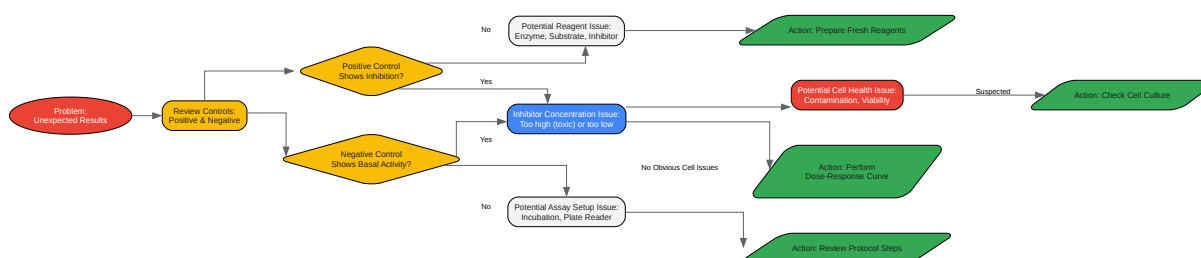 Problem:
Unexpected Results
Review Controls:
Positive & Negative
Positive Control
Shows Inhibition?
Negative Control
Shows Basal Activity?
No
Yes
Yes
No
Potential Reagent Issue:
Enzyme, Substrate, Inhibitor
Inhibitor Concentration Issue:
Too high (toxic) or too low
Potential Assay Setup Issue:
Incubation, Plate Reader
No Obvious Cell Issues
Action: Prepare Fresh Reagents
Potential Cell Health Issue:
Contamination, Viability
Suspected
Action: Check Cell Culture
Action: Perform
Dose-Response Curve
Action: Review Protocol Steps